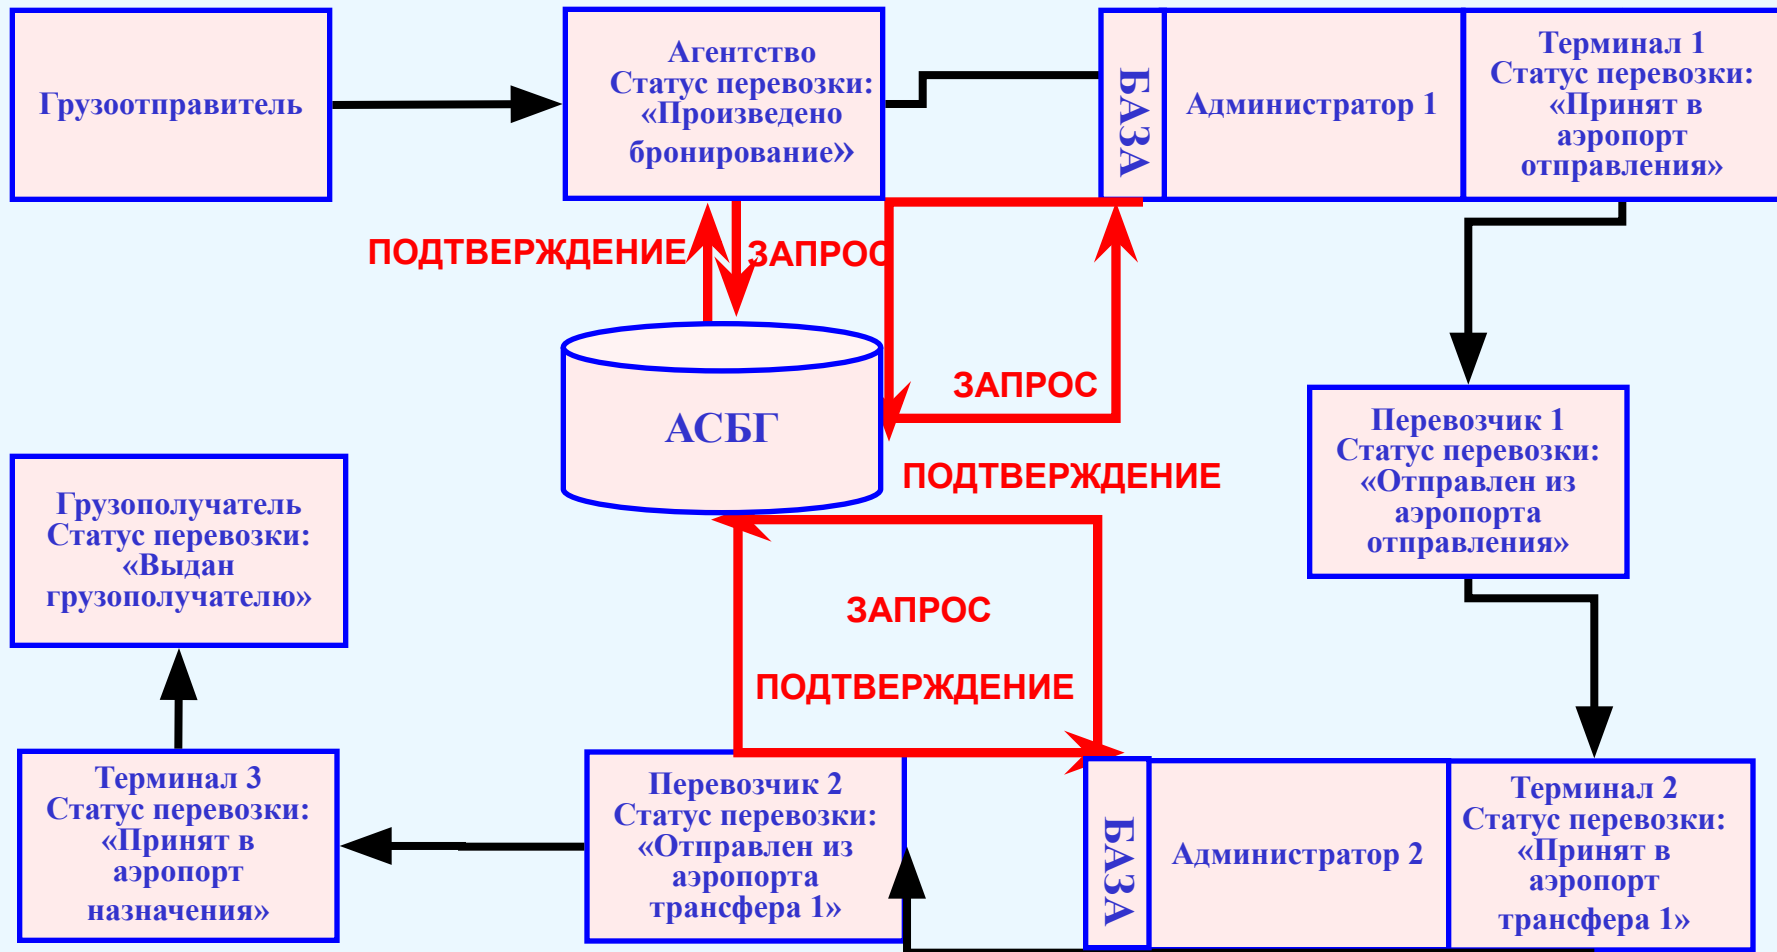 Грузоотправитель
Агентство
Статус перевозки:
«Произведено
бронирование»
БАЗА
Администратор 1
Терминал 1
Статус перевозки:
«Принят в
аэропорт
отправления»
ПОДТВЕРЖДЕНИЕ
ЗАПРОС
АСБГ
ЗАПРОС
ПОДТВЕРЖДЕНИЕ
Перевозчик 1
Статус перевозки:
«Отправлен из
аэропорта
отправления»
Грузополучатель
Статус перевозки:
«Выдан
грузополучателю»
ЗАПРОС
ПОДТВЕРЖДЕНИЕ
Терминал 3
Статус перевозки:
«Принят в
аэропорт
назначения»
Перевозчик 2
Статус перевозки:
«Отправлен из
аэропорта
трансфера 1»
БАЗА
Администратор 2
Терминал 2
Статус перевозки:
«Принят в
аэропорт
трансфера 1»